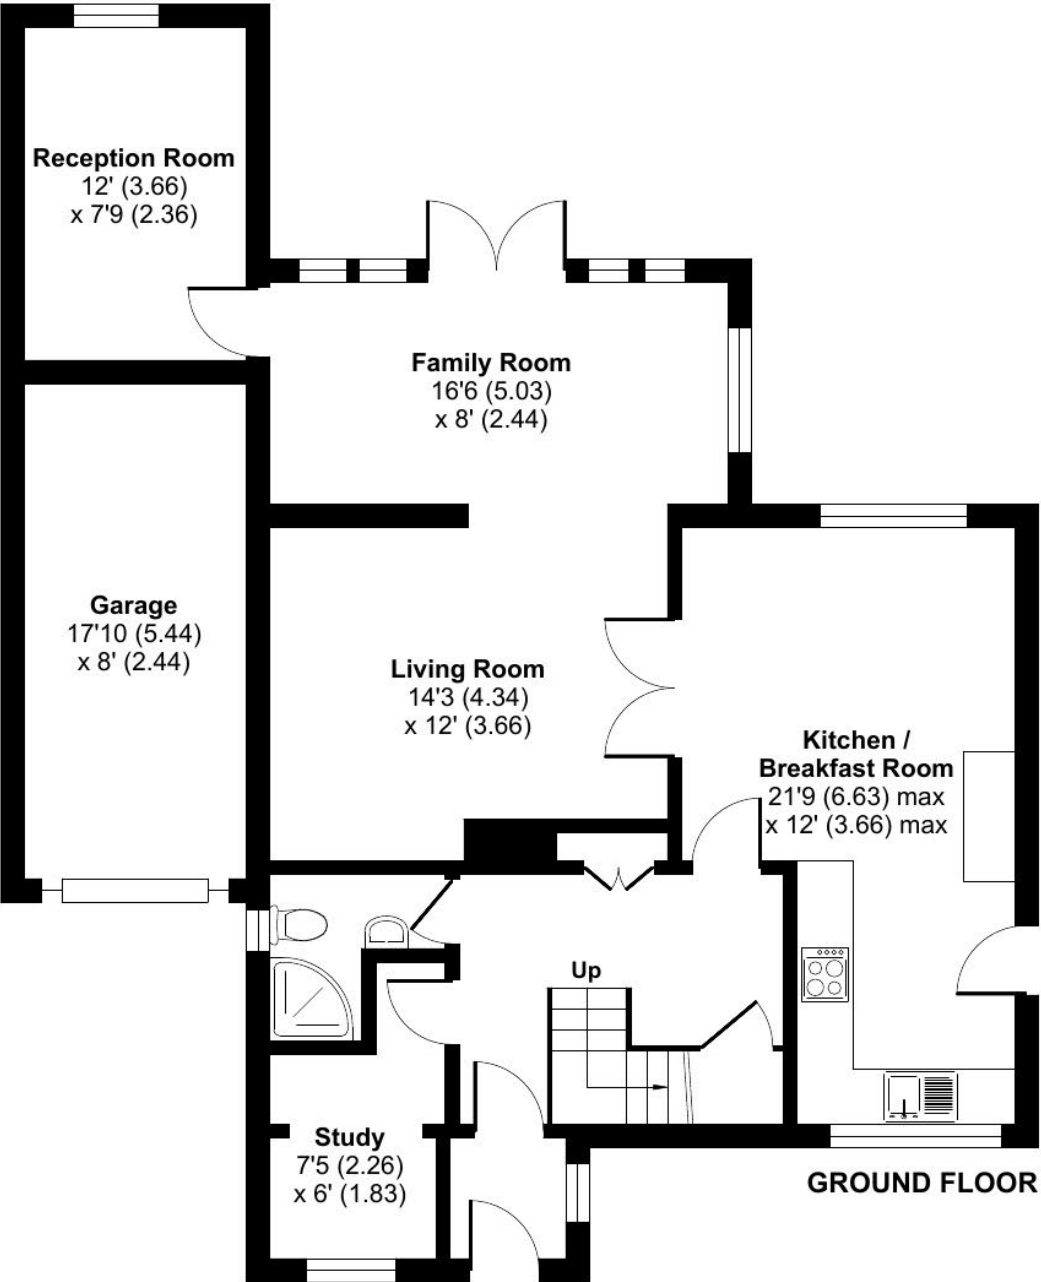 Reception Room
12' (3.66)
x 7'9 (2.36)
Family Room
16'6 (5.03)
x 8' (2.44)
Garage
17'10 (5.44)
x 8' (2.44)
Living Room
14'3 (4.34)
x 12' (3.66)
Kitchen /
Breakfast Room
21'9 (6.63) max
x 12' (3.66) max
Up
Study
7'5 (2.26)
x 6' (1.83)
GROUND FLOOR